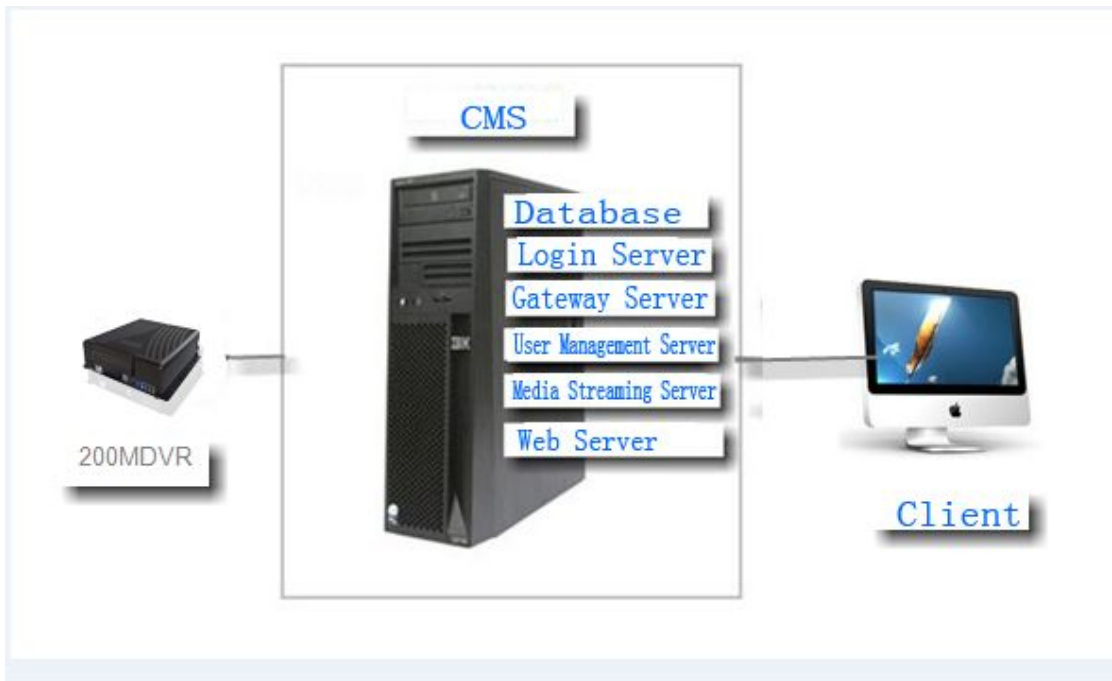 CMS
Database
Login Server
Gateway Server
User Management Server
Media Streaming Server
Web Server
200MDVR
Client